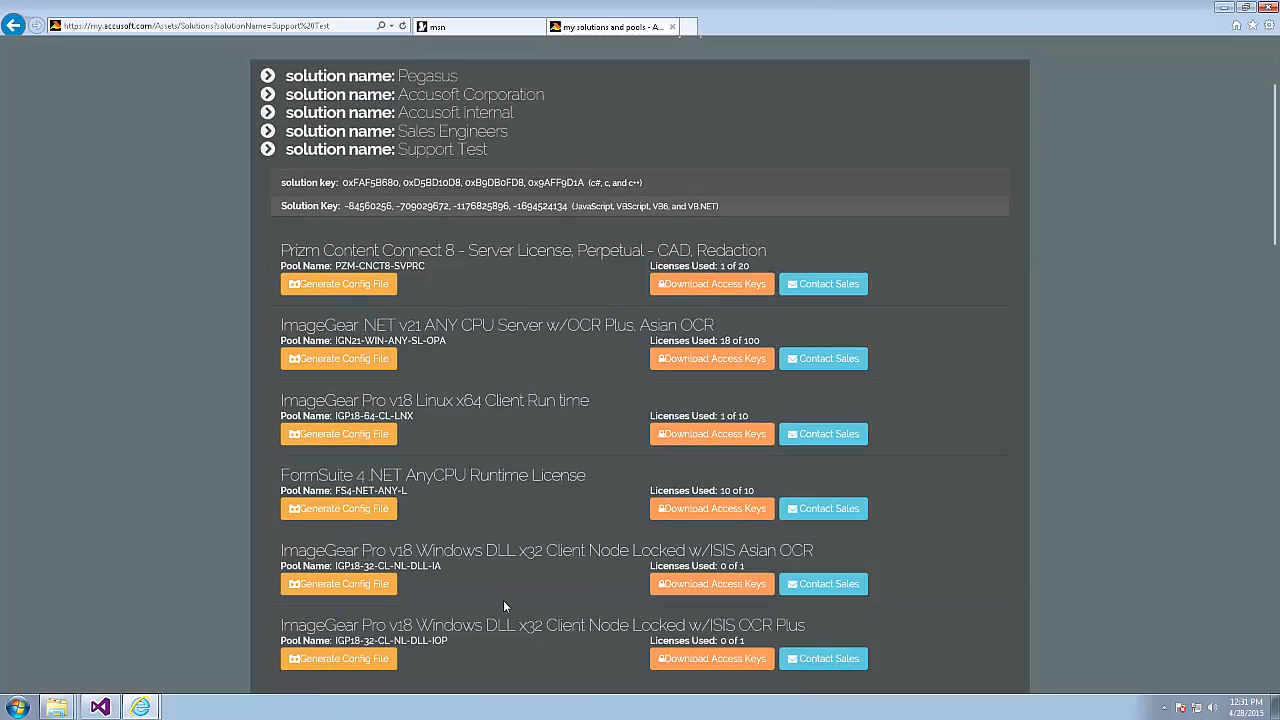 https://my.accusoft.com/Assets/Solutions?solutionName=Support%20Test
msn
my solutions and pools - A...
solution name: Pegasus
solution name: Accusoft Corporation
solution name: Accusoft Internal
solution name: Sales Engineers
solution name: Support Test
solution key: 0xFAF5B680, 0xD5BD10D8, 0xB9DB0FD8, 0x9AFF9D1A (c#, c, and c++)
Solution Key: -84560256, -709029672, -1176825896, -1694524134 (JavaScript, VBScript, VB6, and VB.NET)
Prizm Content Connect 8 - Server License, Perpetual - CAD, Redaction
Pool Name: PZM-CNCT8-SVPRC Licenses Used: 1 of 20
Generate Config File Download Access Keys Contact Sales
ImageGear .NET v21 ANY CPU Server w/OCR Plus, Asian OCR
Pool Name: IGN21-WIN-ANY-SL-OPA Licenses Used: 18 of 100
Generate Config File Download Access Keys Contact Sales
ImageGear Pro v18 Linux x64 Client Run time
Pool Name: IGP18-64-CL-LNX Licenses Used: 1 of 10
Generate Config File Download Access Keys Contact Sales
FormSuite 4 .NET AnyCPU Runtime License
Pool Name: FS4-NET-ANY-L Licenses Used: 10 of 10
Generate Config File Download Access Keys Contact Sales
ImageGear Pro v18 Windows DLL x32 Client Node Locked w/ISIS Asian OCR
Pool Name: IGP18-32-CL-NL-DLL-IA Licenses Used: 0 of 1
Generate Config File Download Access Keys Contact Sales
ImageGear Pro v18 Windows DLL x32 Client Node Locked w/ISIS OCR Plus
Pool Name: IGP18-32-CL-NL-DLL-IOP Licenses Used: 0 of 1
Generate Config File Download Access Keys Contact Sales
12:31 PM
4/28/2015